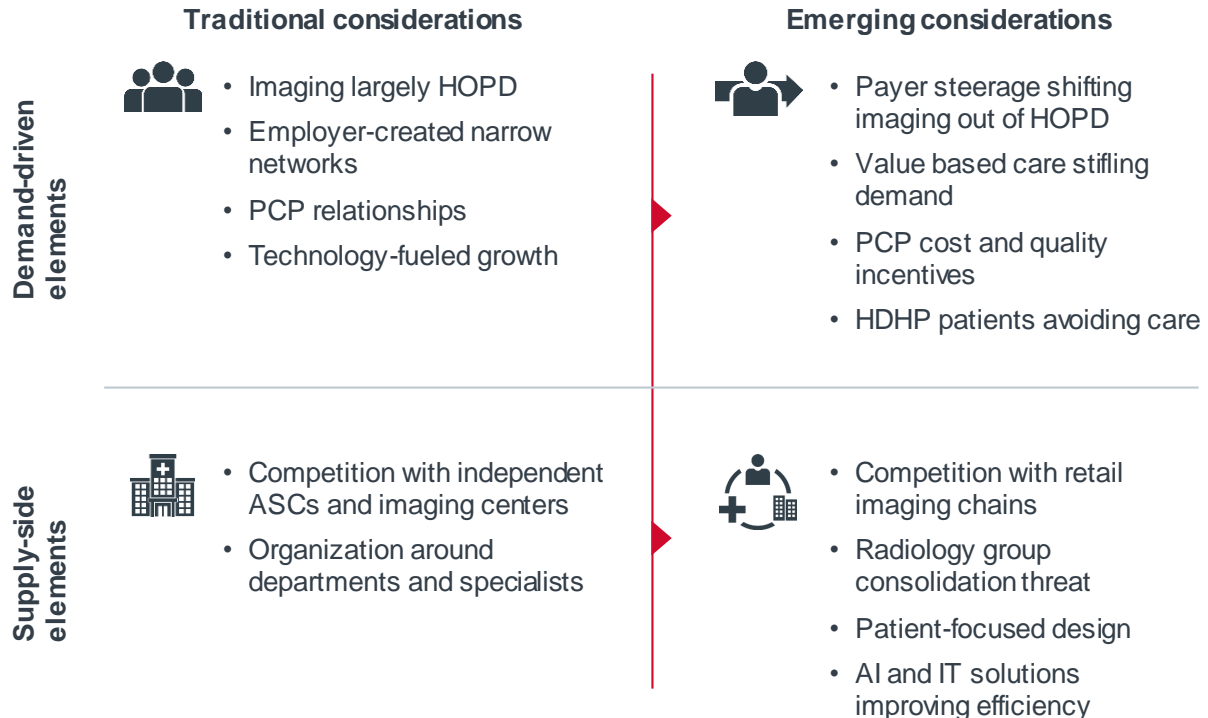 Traditional considerations
Emerging considerations
Demand-driven
elements
• Imaging largely HOPD
• Employer-created narrow
networks
• PCP relationships
• Technology-fueled growth
• Payer steerage shifting
imaging out of HOPD
• Value based care stifling
demand
• PCP cost and quality
incentives
• HDHP patients avoiding care
Supply-side
elements
• Competition with independent
ASCs and imaging centers
• Organization around
departments and specialists
• Competition with retail
imaging chains
• Radiology group
consolidation threat
• Patient-focused design
• AI and IT solutions
improving efficiency